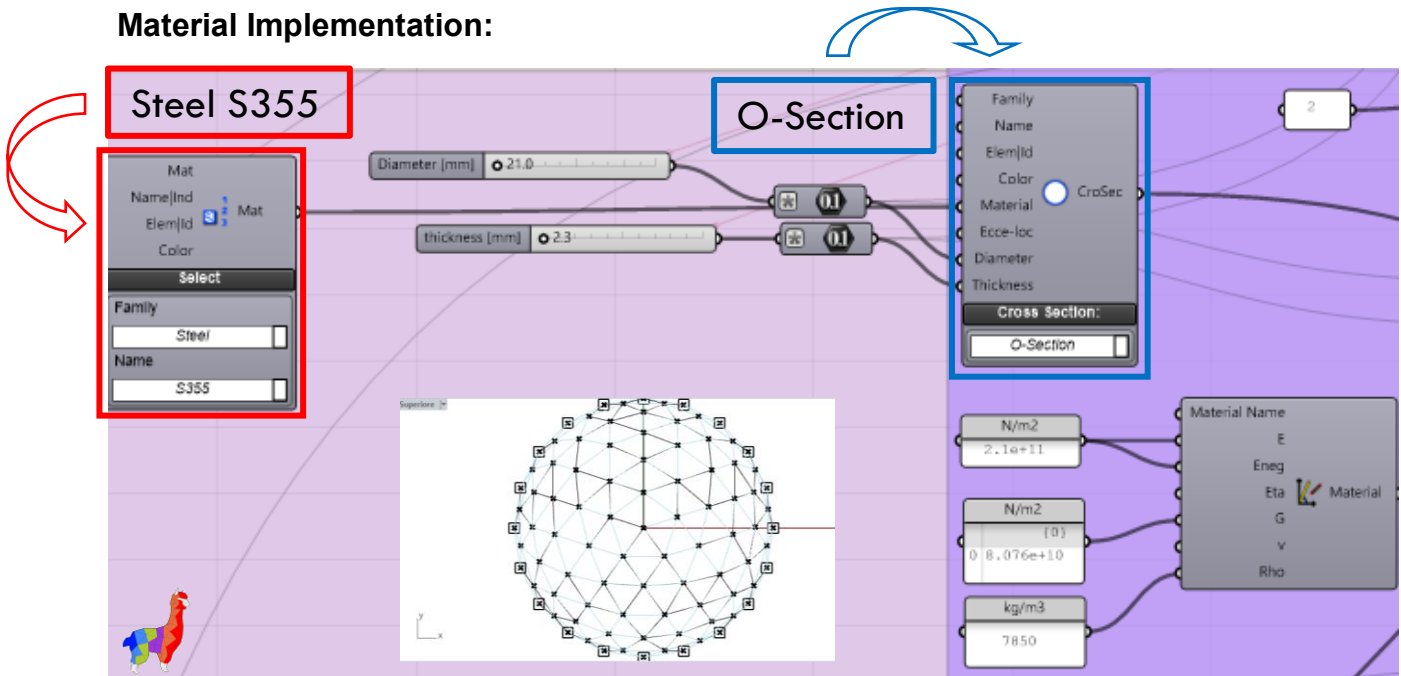 Material Implementation:
Steel S355
O-Section
Mat
Name|Ind
Elem|Id
Color
Mat
Select
Family
Steel
Name
S355
Diameter [mm]
21.0
thickness [mm]
2.3
0.1
0.1
Family
Name
Elem|Id
Color
Material
Ecce-loc
Diameter
Thickness
CroSec
Cross Section:
O-Section
2
Superiore
y
x
N/m2
2.1e+11
N/m2
{0}
0 8.076e+10
kg/m3
7850
Material Name
E
Eneg
Eta
G
v
Rho
Material